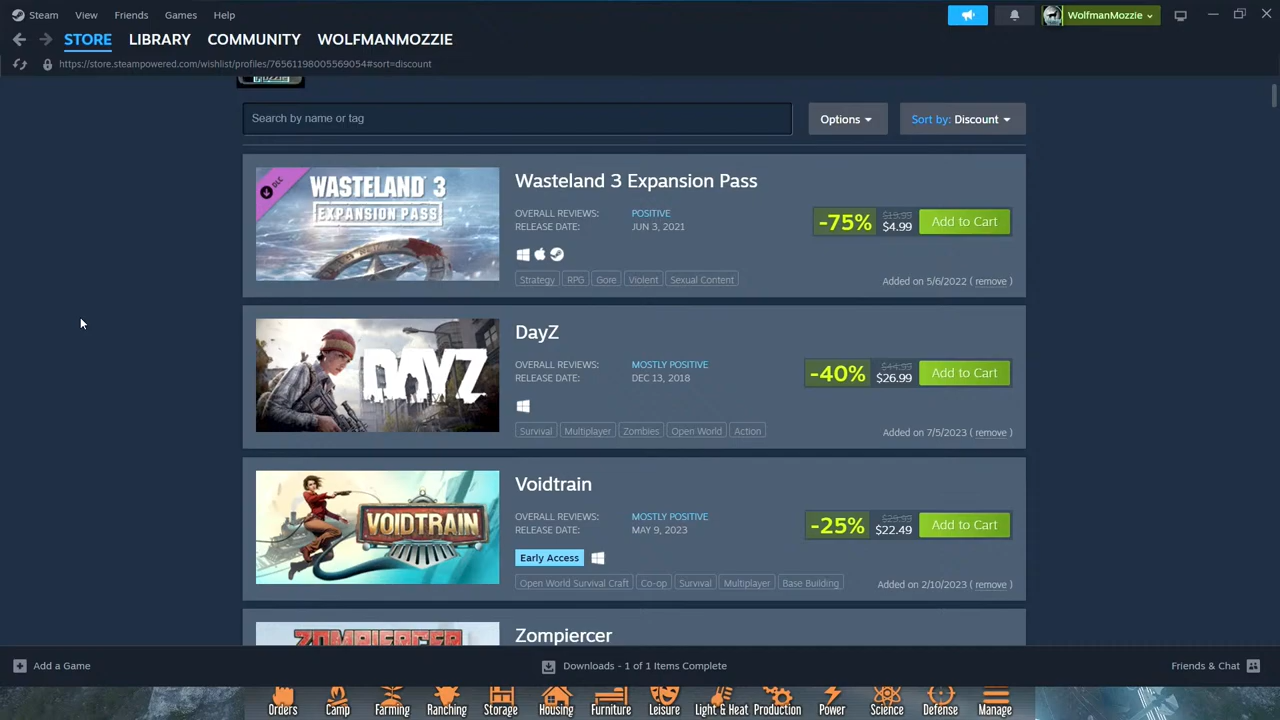 Steam View Friends Games Help WolfmanMozzie
STORE LIBRARY COMMUNITY WOLFMANMOZZIE
https://store.steampowered.com/wishlist/profiles/76561198005569054#sort=discount
Search by name or tag Options Sort by: Discount
DLC
WASTELAND 3
EXPANSION PASS
Wasteland 3 Expansion Pass
OVERALL REVIEWS: POSITIVE
RELEASE DATE: JUN 3, 2021
-75% $19.99 $4.99 Add to Cart
Strategy RPG Gore Violent Sexual Content
Added on 5/6/2022 ( remove )
DAYZ
DayZ
OVERALL REVIEWS: MOSTLY POSITIVE
RELEASE DATE: DEC 13, 2018
-40% $44.99 $26.99 Add to Cart
Survival Multiplayer Zombies Open World Action
Added on 7/5/2023 ( remove )
VOIDTRAIN
Voidtrain
OVERALL REVIEWS: MOSTLY POSITIVE
RELEASE DATE: MAY 9, 2023
-25% $29.99 $22.49 Add to Cart
Early Access
Open World Survival Craft Co-op Survival Multiplayer Base Building
Added on 2/10/2023 ( remove )
ZOMPIERCER
Zompiercer
Add a Game Downloads - 1 of 1 Items Complete Friends & Chat
Orders Camp Farming Ranching Storage Housing Furniture Leisure Light & Heat Production Power Science Defense Manage